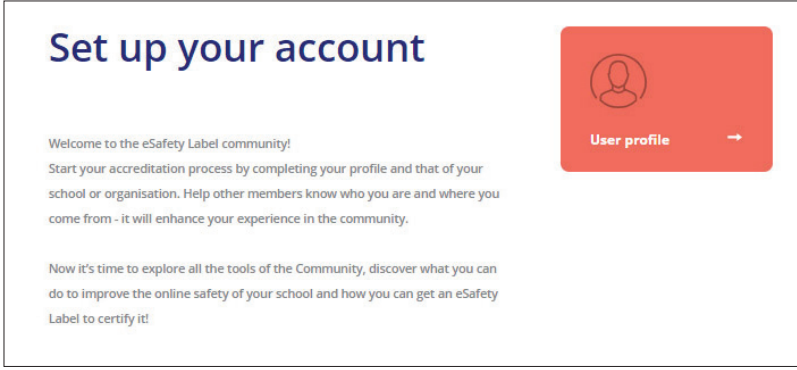 Set up your account
Welcome to the eSafety Label community!
Start your accreditation process by completing your profile and that of your
school or organisation. Help other members know who you are and where you
come from - it will enhance your experience in the community.
Now it's time to explore all the tools of the Community, discover what you can
do to improve the online safety of your school and how you can get an eSafety
Label to certify it!
User profile →